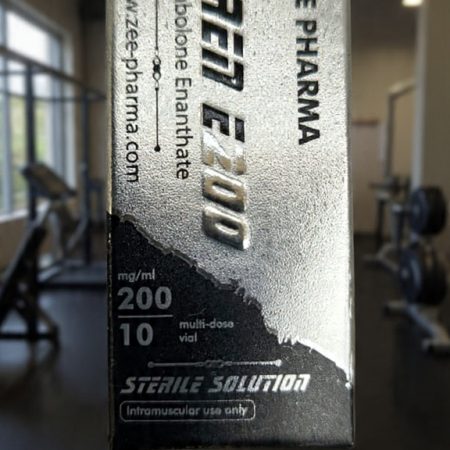 E PHARMA
REN E200
bolone Enanthate
w.zee-pharma.com
mg/ml
200
10
multi-dose
vial
STERILE SOLUTION
Intramuscular use only